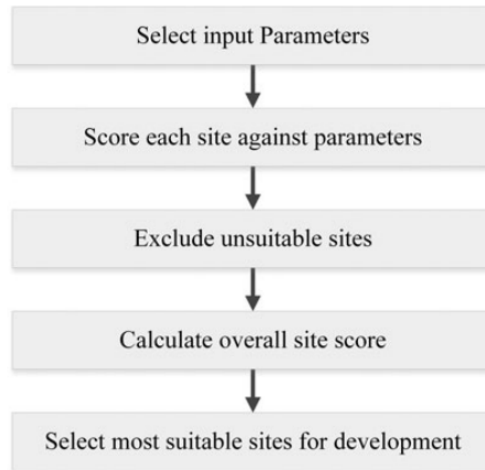 Select input Parameters
Score each site against parameters
Exclude unsuitable sites
Calculate overall site score
Select most suitable sites for development